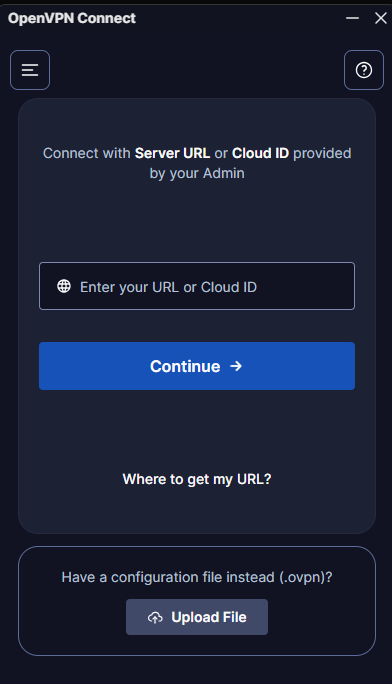 OpenVPN Connect
Connect with Server URL or Cloud ID provided
by your Admin
Enter your URL or Cloud ID
Continue
Where to get my URL?
Have a configuration file instead (.ovpn)?
Upload File